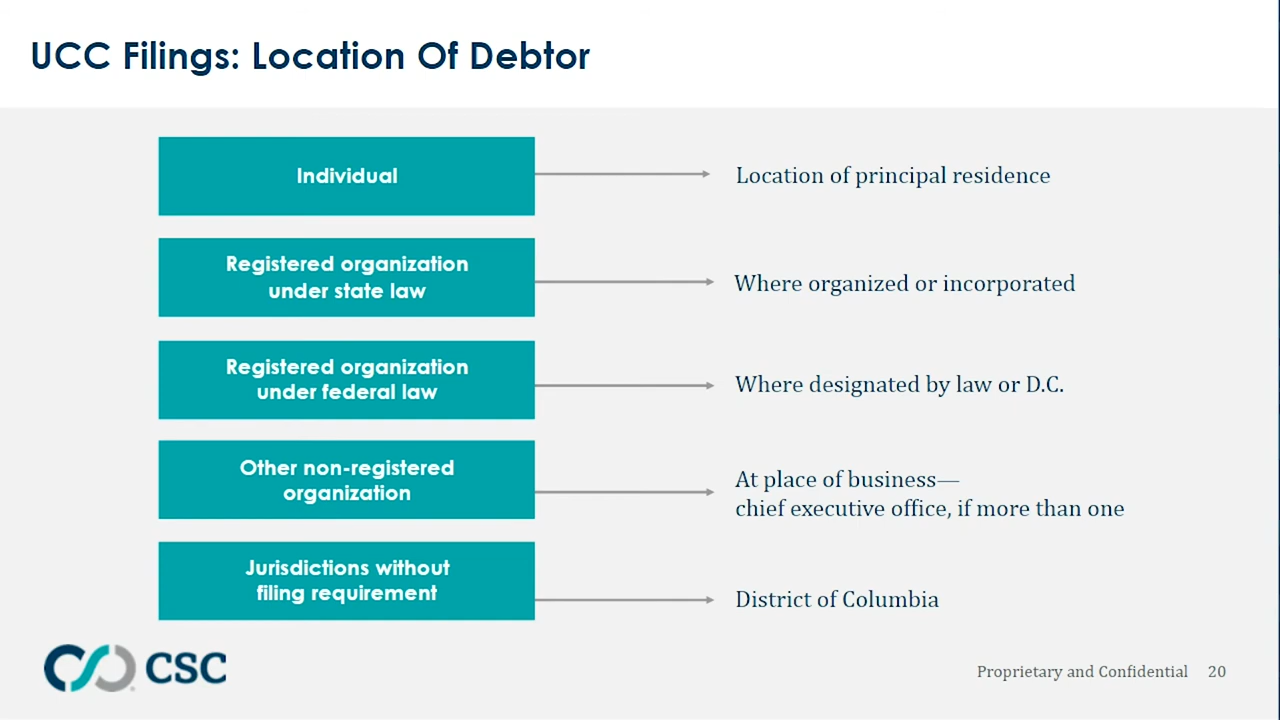 UCC Filings: Location Of Debtor
Individual
Location of principal residence
Registered organization
under state law
Where organized or incorporated
Registered organization
under federal law
Where designated by law or D.C.
Other non-registered
organization
At place of business—
chief executive office, if more than one
Jurisdictions without
filing requirement
District of Columbia
CSC
Proprietary and Confidential 20